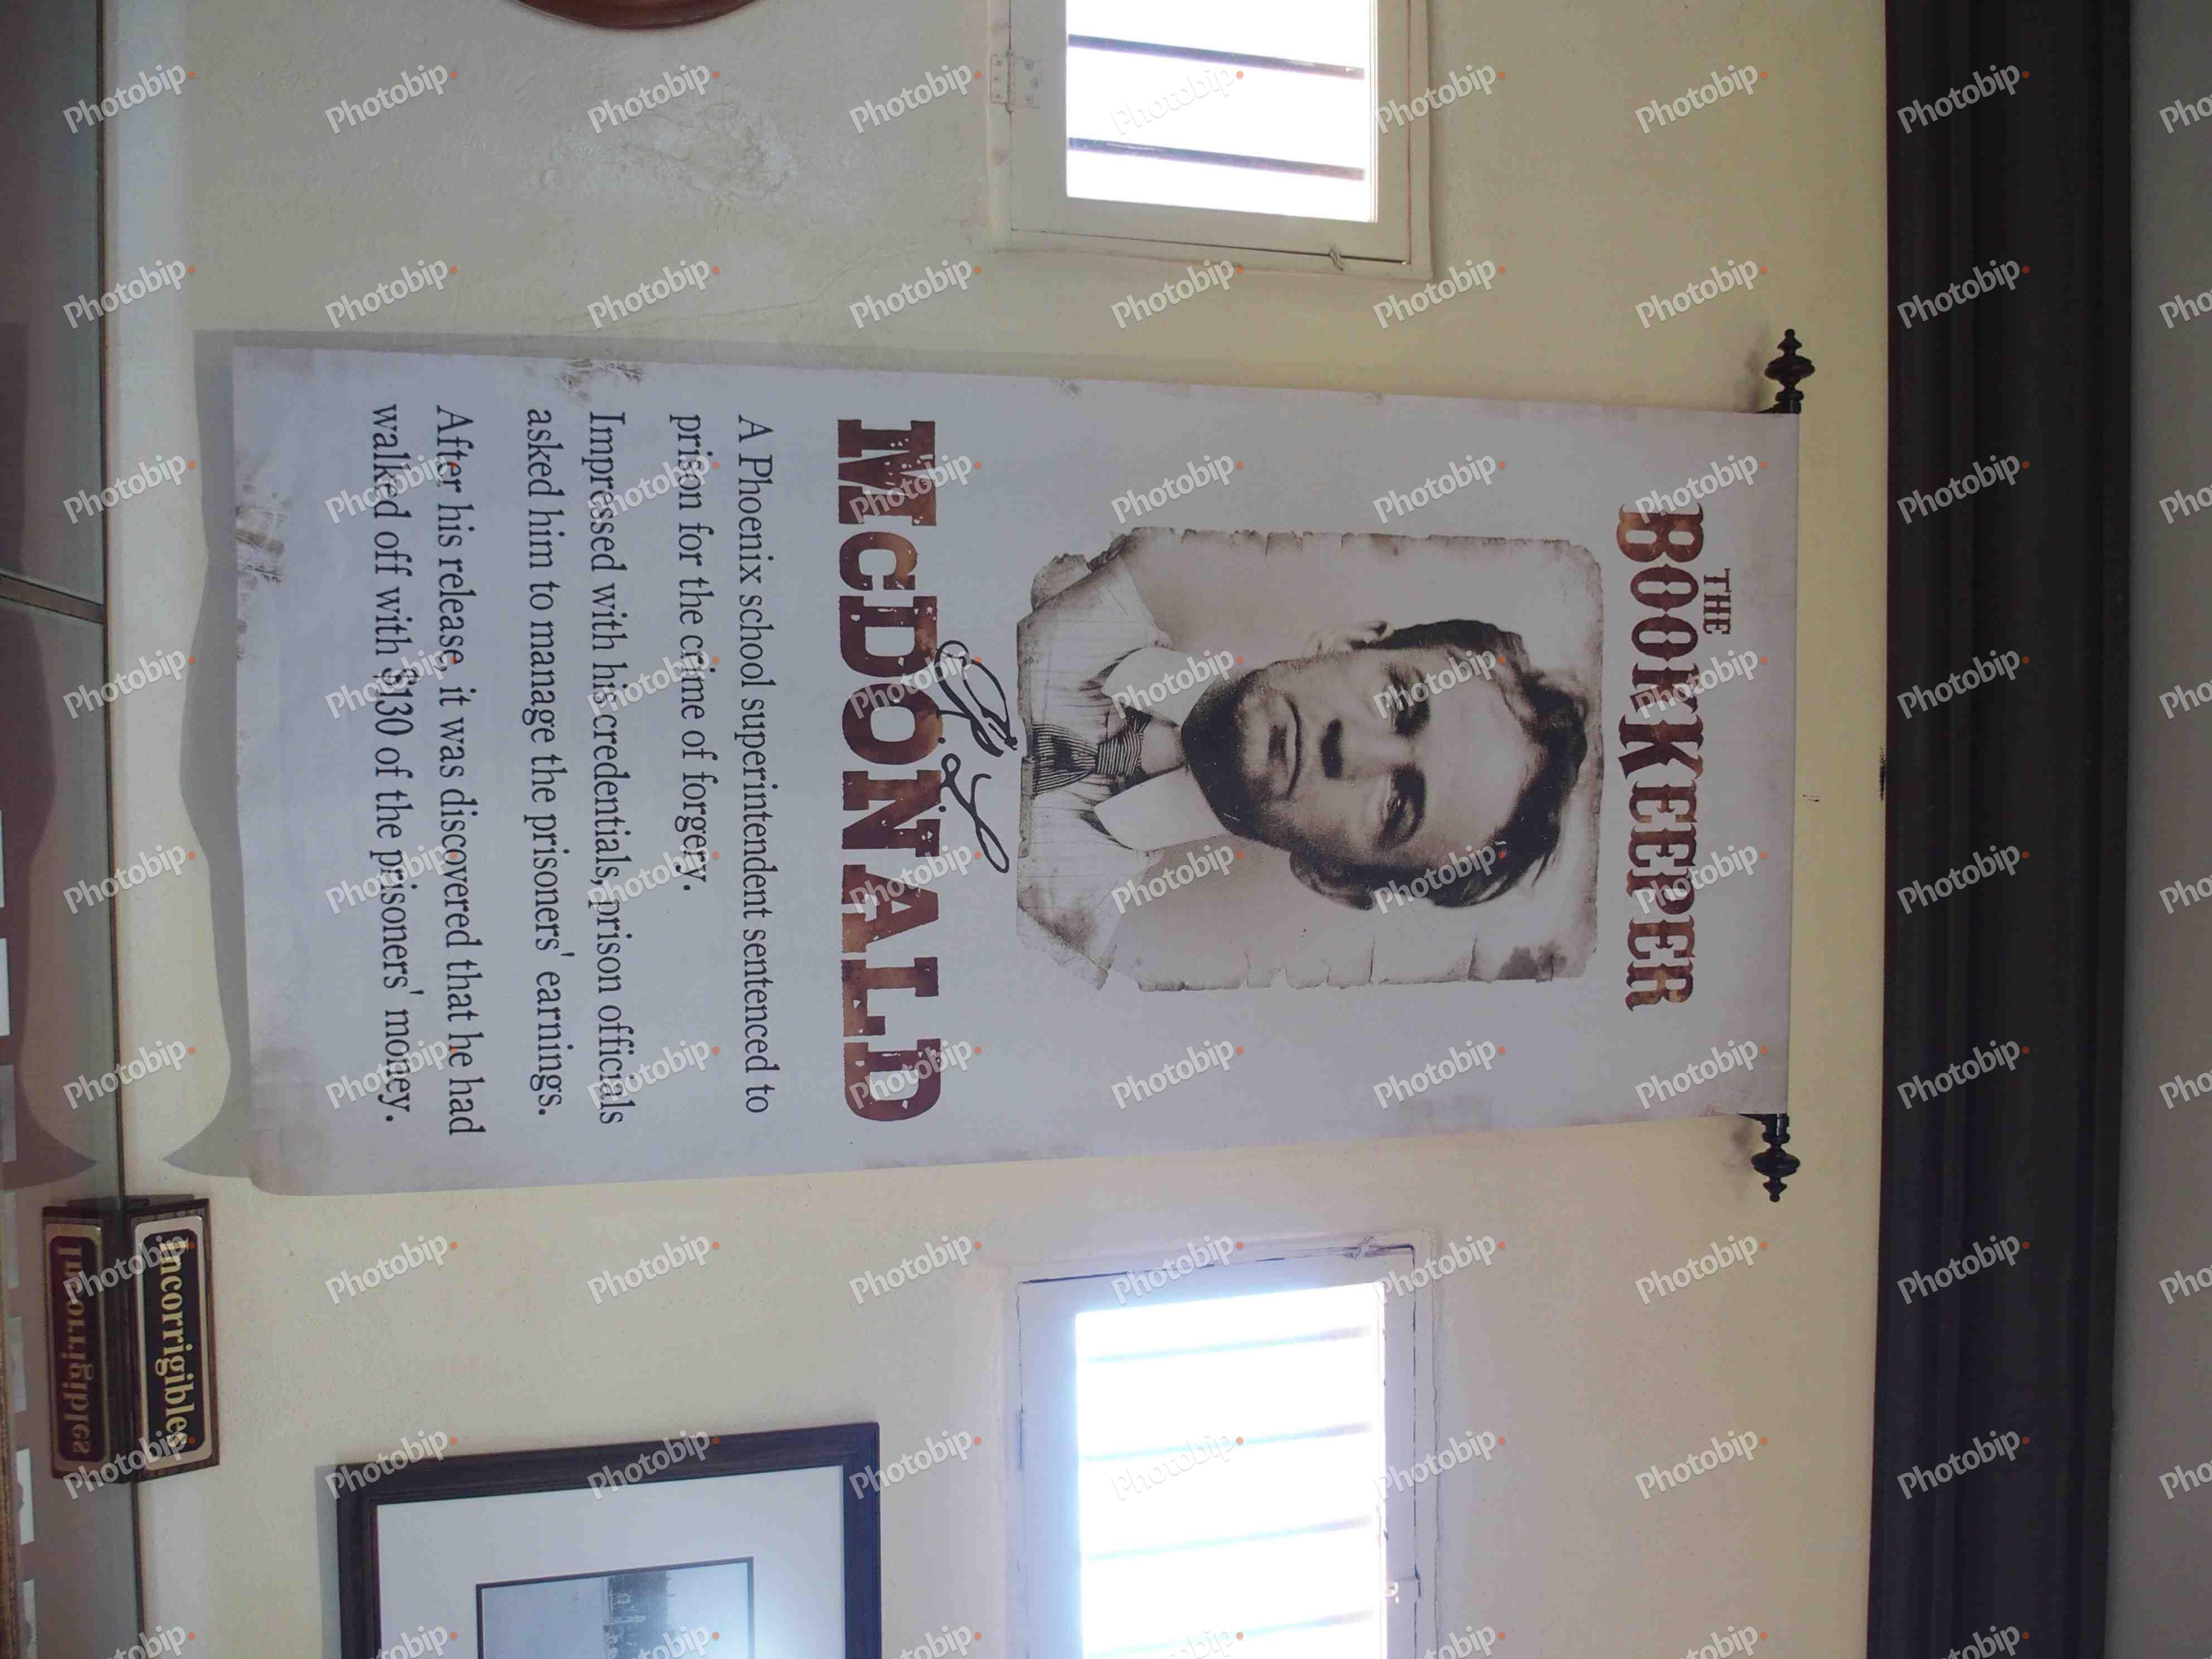 THE
BOOKKEEPER
McDONALD
A Phoenix school superintendent sentenced to
prison for the crime of forgery.
Impressed with his credentials, prison officials
asked him to manage the prisoners' earnings.
After his release, it was discovered that he had
walked off with $130 of the prisoners' money.
Incorrigibles
Photobip